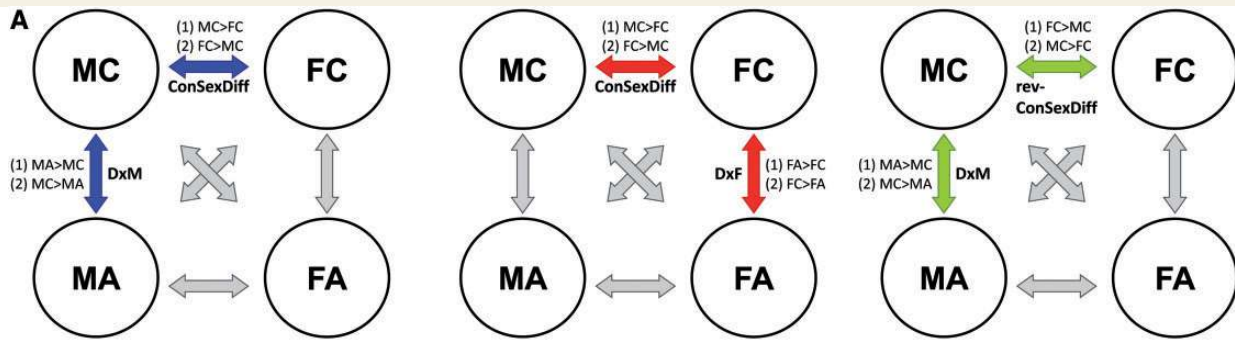 A
(1) MC>FC
(2) FC>MC
MC
FC
ConSexDiff
(1) MA>MC
(2) MC>MA
DxM
MA
FA
(1) MC>FC
(2) FC>MC
MC
FC
ConSexDiff
DxF
(1) FA>FC
(2) FC>FA
MA
FA
(1) FC>MC
(2) MC>FC
MC
FC
rev-
ConSexDiff
(1) MA>MC
(2) MC>MA
DxM
MA
FA